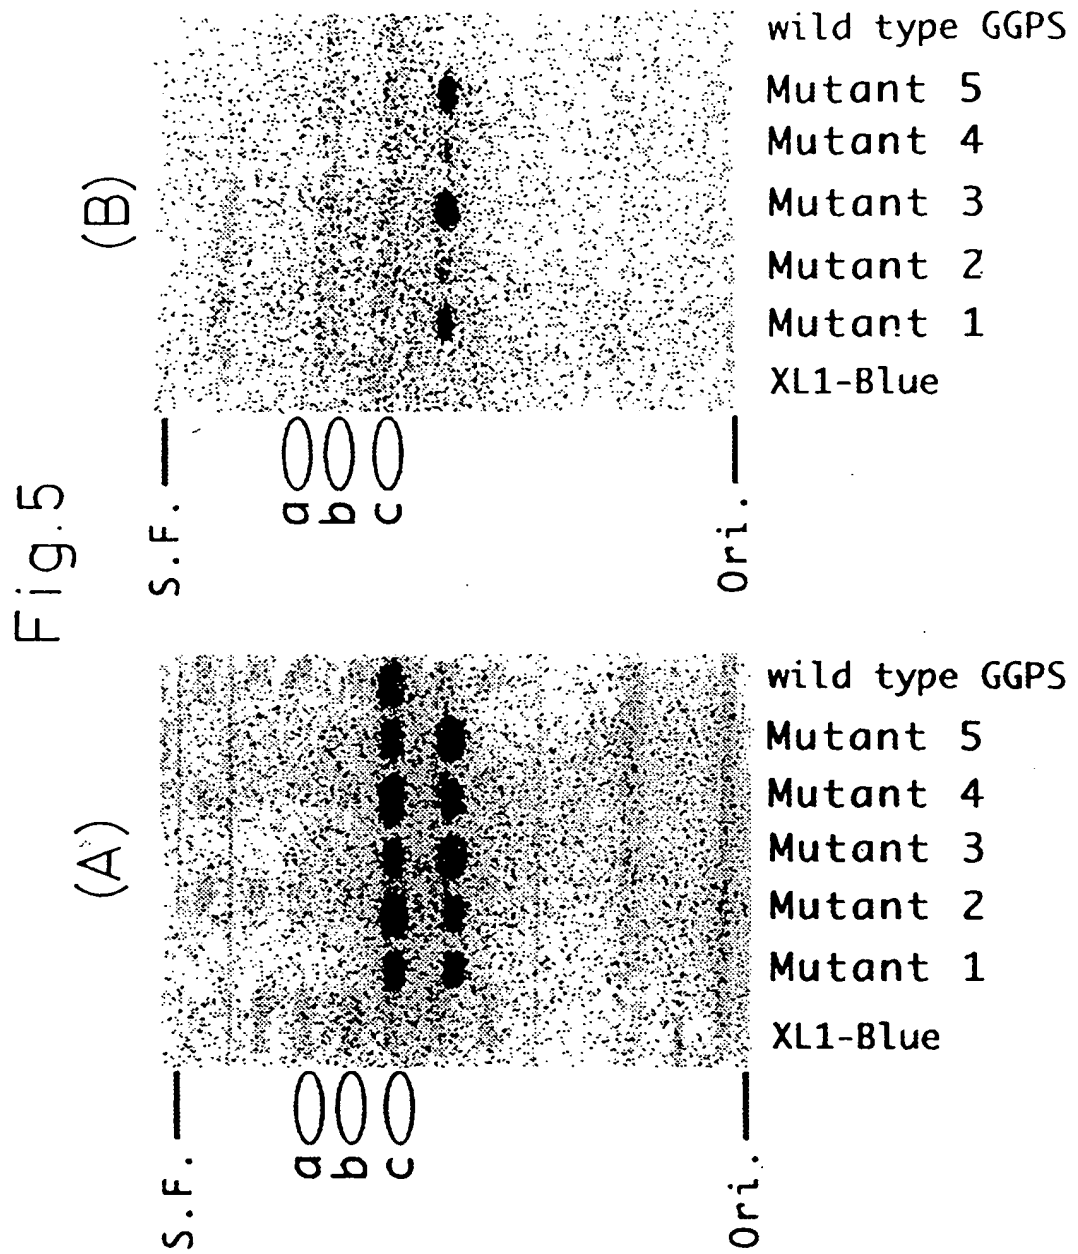 Fig.5
(A)
S.F.
a
b
c
Ori.
XL1-Blue
Mutant 1
Mutant 2
Mutant 3
Mutant 4
Mutant 5
wild type GGPS
(B)
S.F.
a
b
c
Ori.
XL1-Blue
Mutant 1
Mutant 2
Mutant 3
Mutant 4
Mutant 5
wild type GGPS